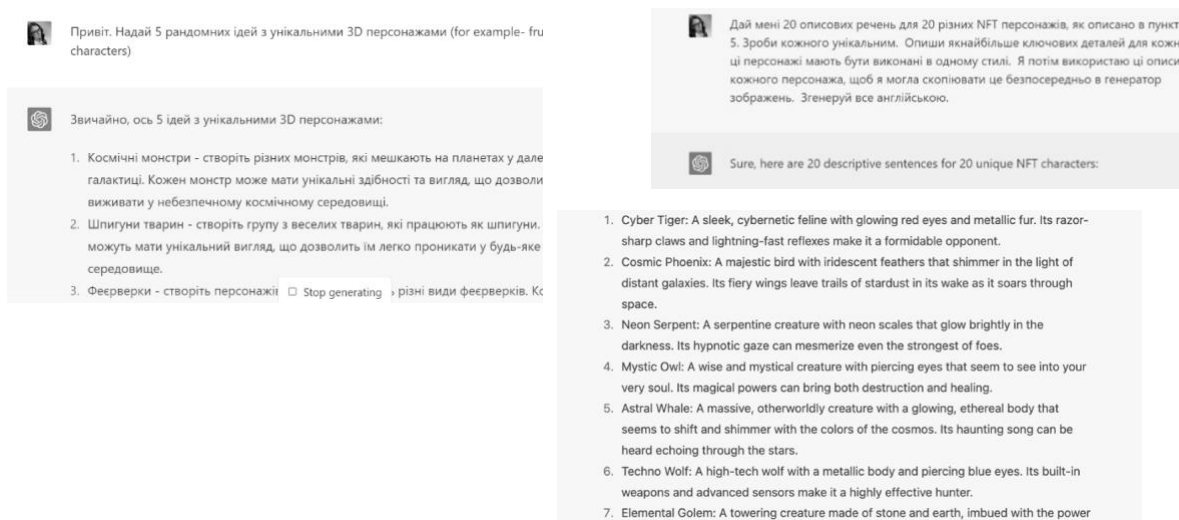 Привіт. Надай 5 рандомних ідей з унікальними 3D персонажами (for example- fru
characters)
Звичайно, ось 5 ідей з унікальними 3D персонажами:
1. Космічні монстри - створіть різних монстрів, які мешкають на планетах у дале
галактиці. Кожен монстр може мати унікальні здібності та вигляд, що дозволи
виживати у небезпечному космічному середовищі.
2. Шпигуни тварин - створіть групу з веселих тварин, які працюють як шпигуни.
можуть мати унікальний вигляд, що дозволить їм легко проникати у будь-яке
середовище.
3. Феєрверки - створіть персонажі Stop generating різні види феєрверків. Ко
Дай мені 20 описових речень для 20 різних NFT персонажів, як описано в пункт
5. Зроби кожного унікальним. Опиши якнайбільше ключових деталей для кожн
ці персонажі мають бути виконані в одному стилі. Я потім використаю ці описи
кожного персонажа, щоб я могла скопіювати це безпосередньо в генератор
зображень. Згенеруй все англійською.
Sure, here are 20 descriptive sentences for 20 unique NFT characters:
1. Cyber Tiger: A sleek, cybernetic feline with glowing red eyes and metallic fur. Its razor-
sharp claws and lightning-fast reflexes make it a formidable opponent.
2. Cosmic Phoenix: A majestic bird with iridescent feathers that shimmer in the light of
distant galaxies. Its fiery wings leave trails of stardust in its wake as it soars through
space.
3. Neon Serpent: A serpentine creature with neon scales that glow brightly in the
darkness. Its hypnotic gaze can mesmerize even the strongest of foes.
4. Mystic Owl: A wise and mystical creature with piercing eyes that seem to see into your
very soul. Its magical powers can bring both destruction and healing.
5. Astral Whale: A massive, otherworldly creature with a glowing, ethereal body that
seems to shift and shimmer with the colors of the cosmos. Its haunting song can be
heard echoing through the stars.
6. Techno Wolf: A high-tech wolf with a metallic body and piercing blue eyes. Its built-in
weapons and advanced sensors make it a highly effective hunter.
7. Elemental Golem: A towering creature made of stone and earth, imbued with the power